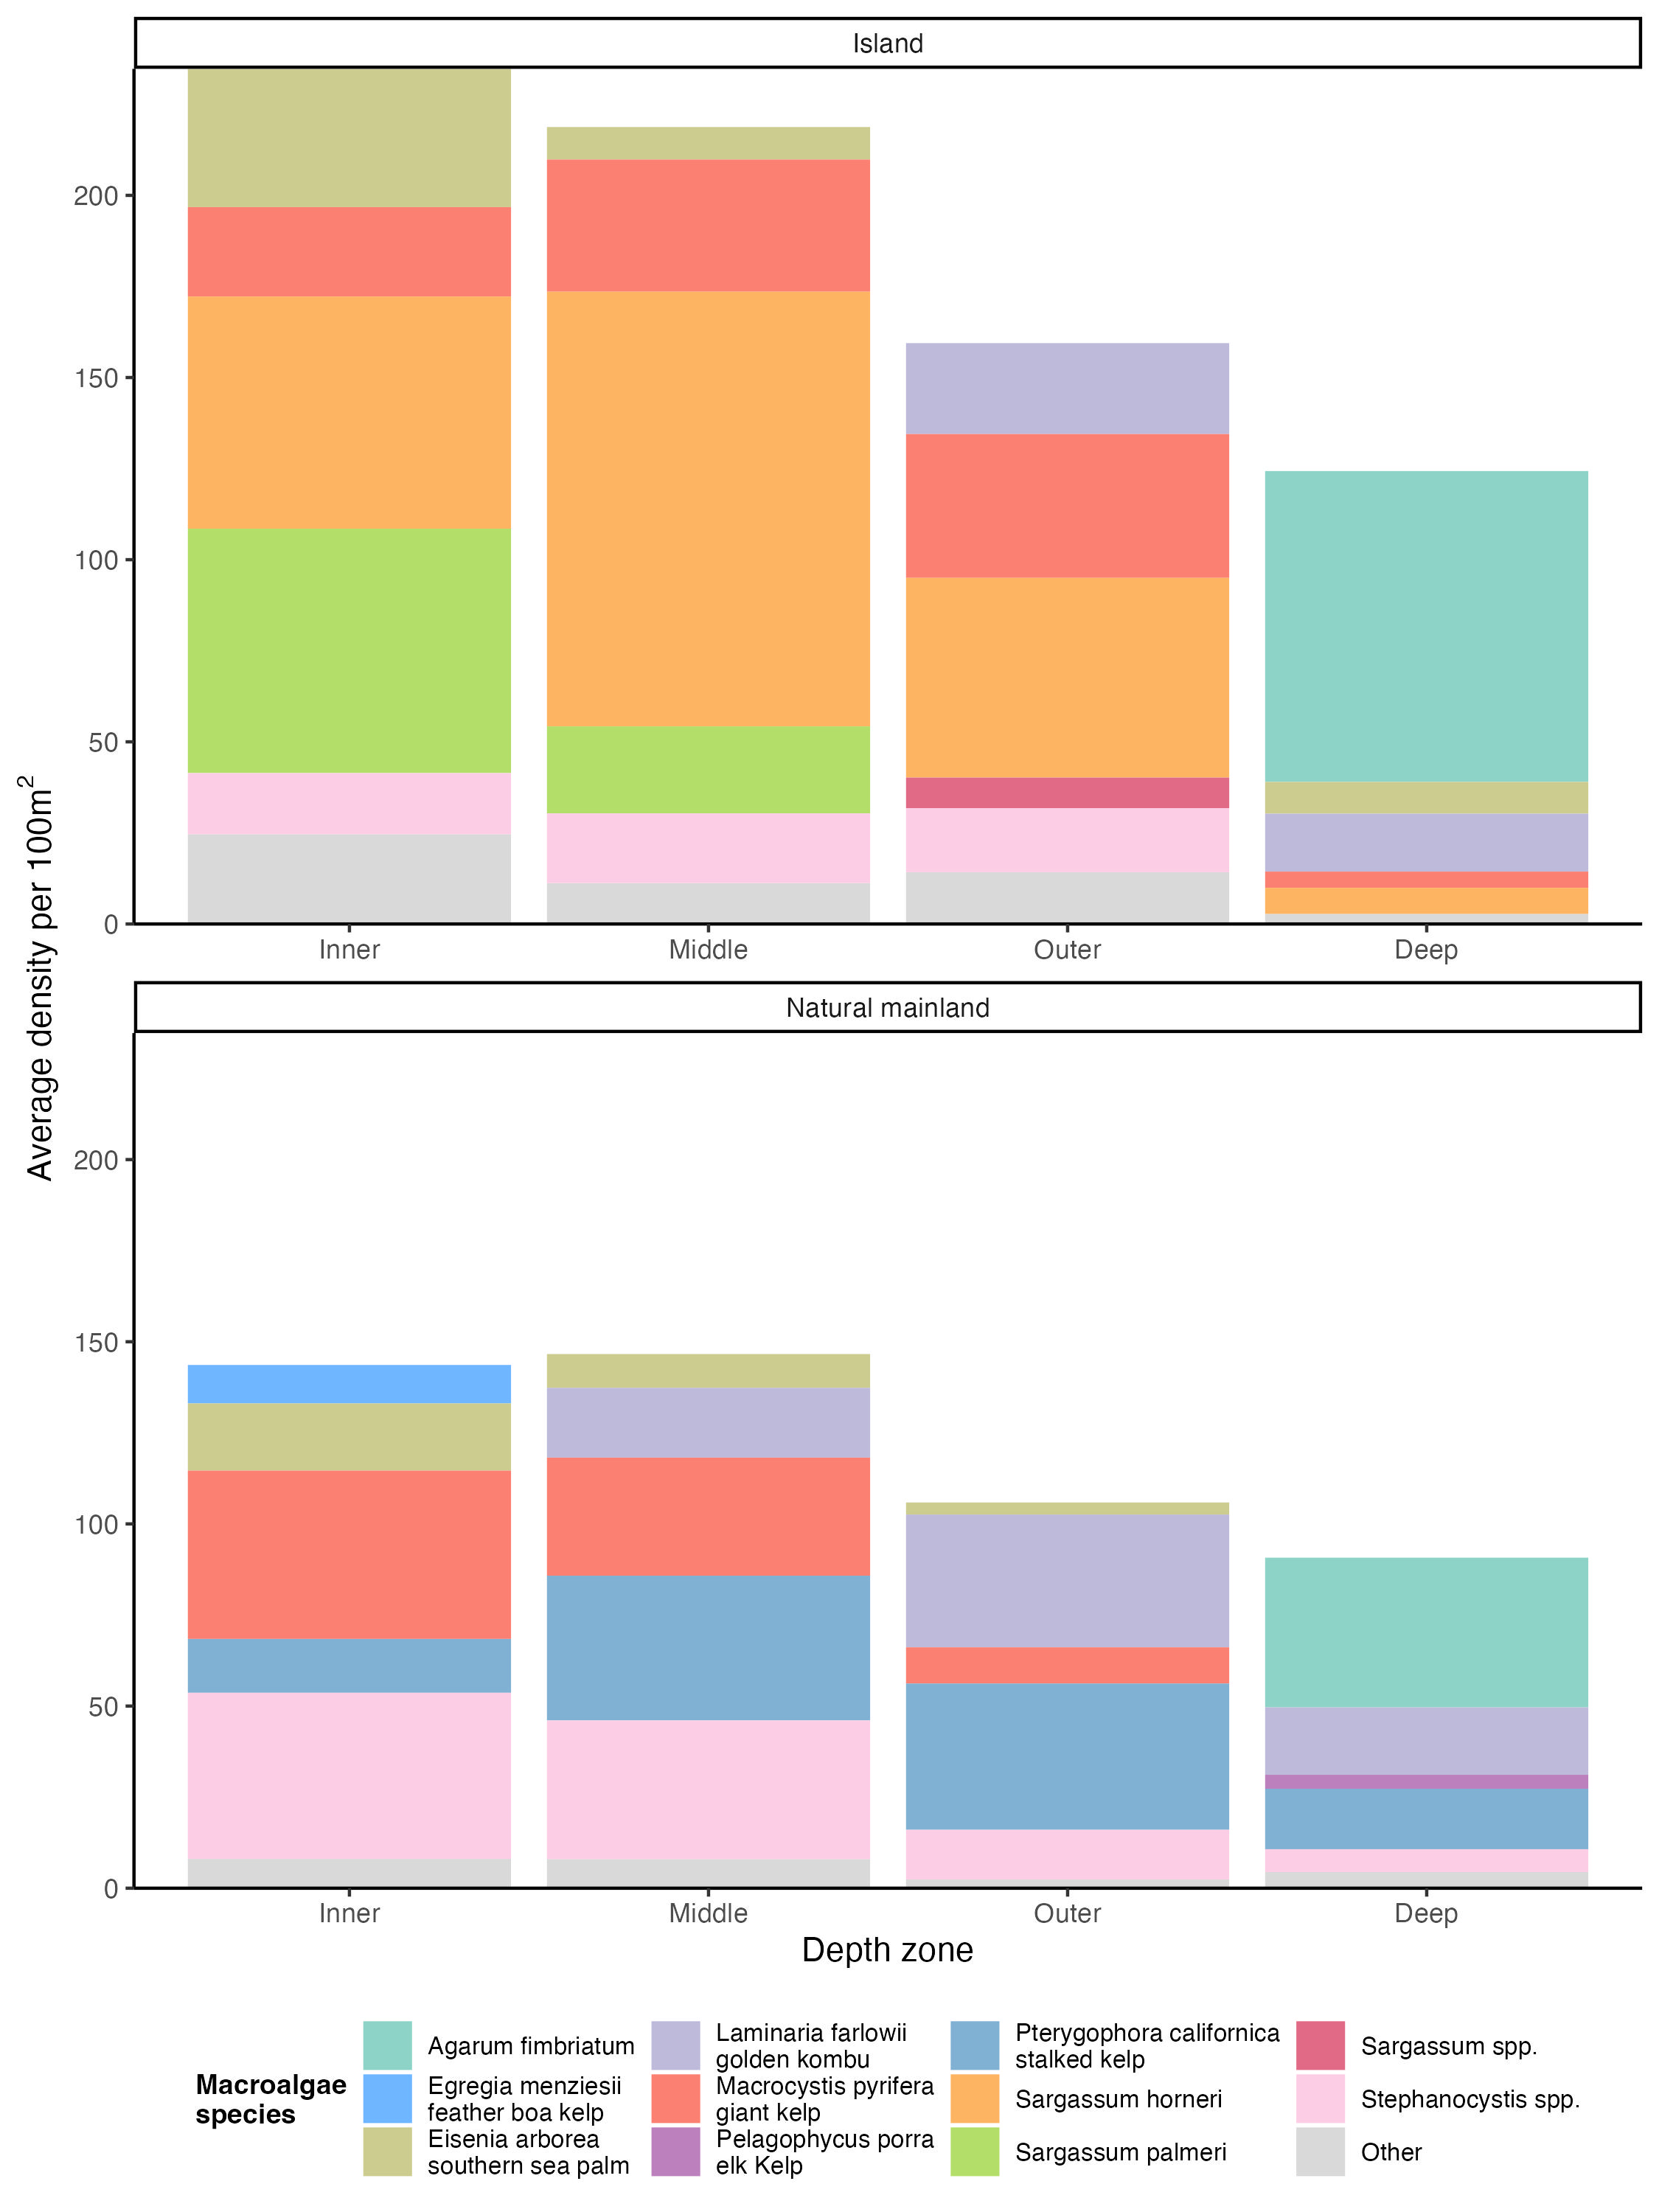 Island
200
150
100
50
0
Inner Middle Outer Deep
Average density per 100m²
Natural mainland
200
150
100
50
0
Inner Middle Outer Deep
Depth zone
Macroalgae
species
Agarum fimbriatum
Egregia menziesii
feather boa kelp
Eisenia arborea
southern sea palm
Laminaria farlowii
golden kombu
Macrocystis pyrifera
giant kelp
Pelagophycus porra
elk Kelp
Pterygophora californica
stalked kelp
Sargassum horneri
Sargassum palmeri
Sargassum spp.
Stephanocystis spp.
Other